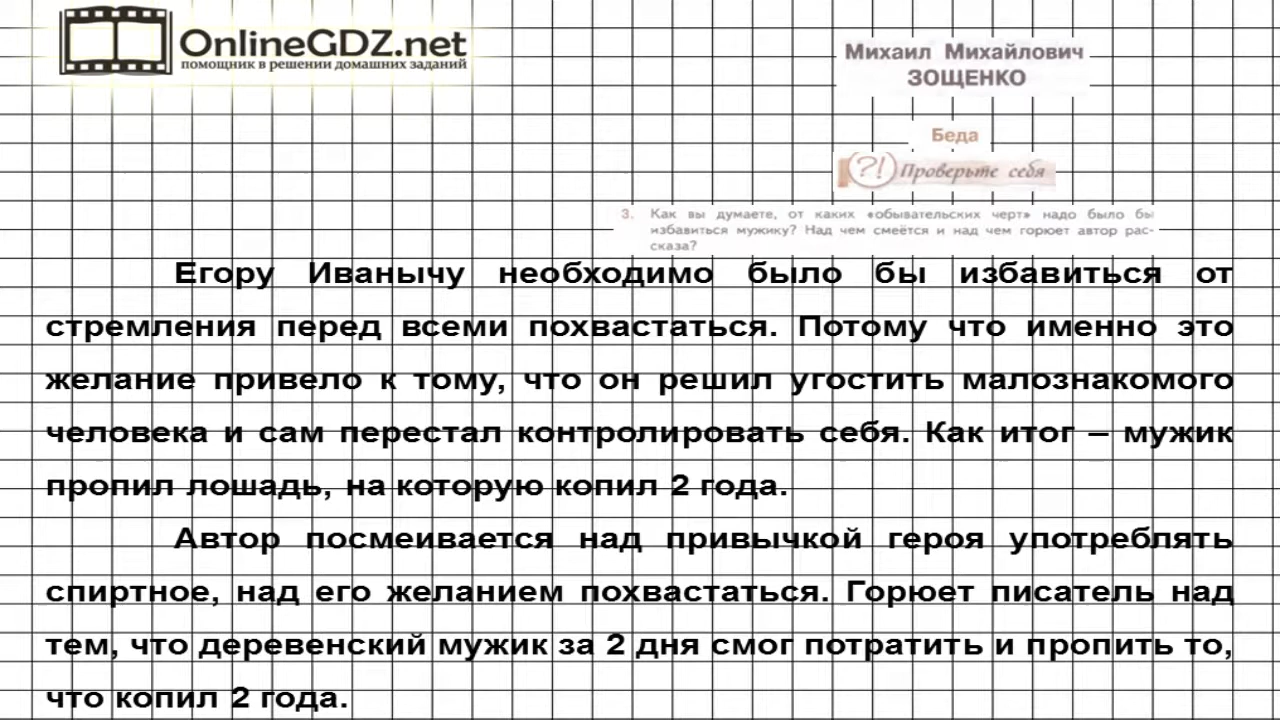 OnlineGDZ.net
помощник в решении домашних заданий
Михаил Михайлович
ЗОЩЕНКО
Беда
?! Проверьте себя
3. Как вы думаете, от каких «обывательских черт» надо было бы
избавиться мужику? Над чем смеётся и над чем горюет автор рас-
сказа?
Егору Иванычу необходимо было бы избавиться от
стремления перед всеми похвастаться. Потому что именно это
желание привело к тому, что он решил угостить малознакомого
человека и сам перестал контролировать себя. Как итог – мужик
пропил лошадь, на которую копил 2 года.
Автор посмеивается над привычкой героя употреблять
спиртное, над его желанием похвастаться. Горюет писатель над
тем, что деревенский мужик за 2 дня смог потратить и пропить то,
что копил 2 года.